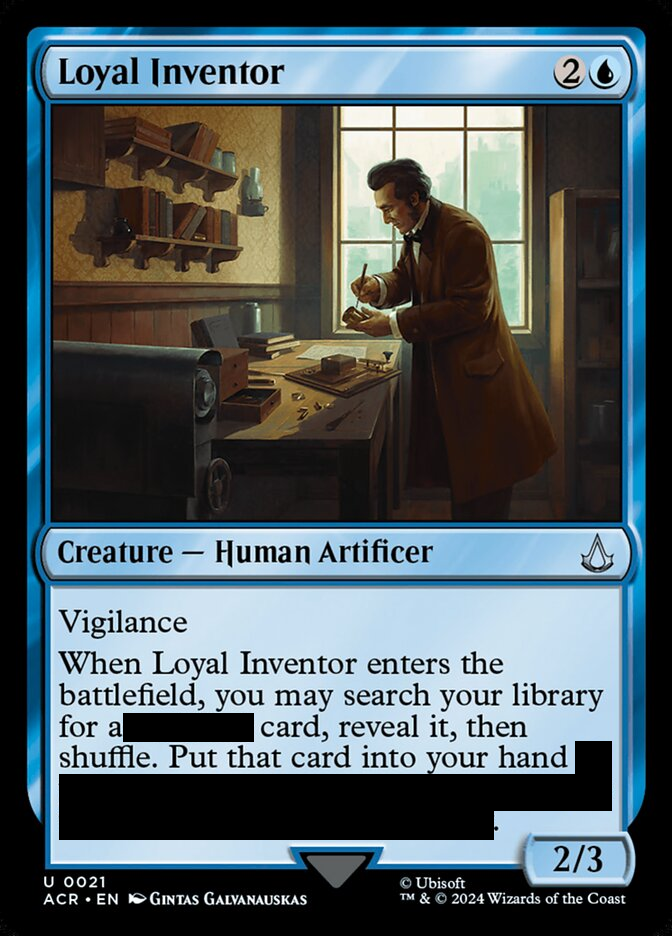 Loyal Inventor 2
Creature — Human Artificer
Vigilance
When Loyal Inventor enters the
battlefield, you may search your library
for a card, reveal it, then
shuffle. Put that card into your hand
.
2/3
U 0021
ACR • EN Gintas Galvanauskas
© Ubisoft
™ & © 2024 Wizards of the Coast